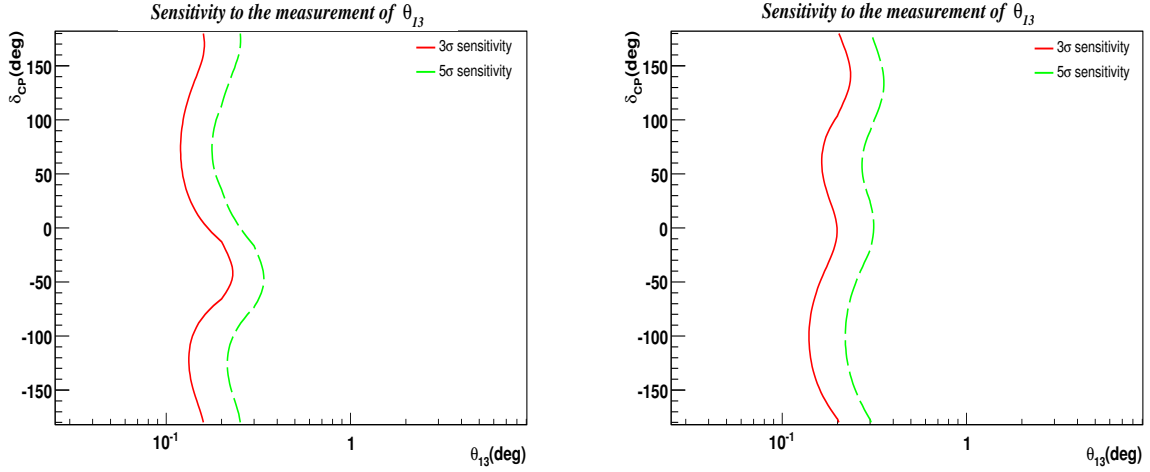 Sensitivity to the measurement of θ13
3σ sensitivity
5σ sensitivity
δCP(deg)
150
100
50
0
-50
-100
-150
10-1
1
θ13(deg)
Sensitivity to the measurement of θ13
3σ sensitivity
5σ sensitivity
δCP(deg)
150
100
50
0
-50
-100
-150
10-1
1
θ13(deg)